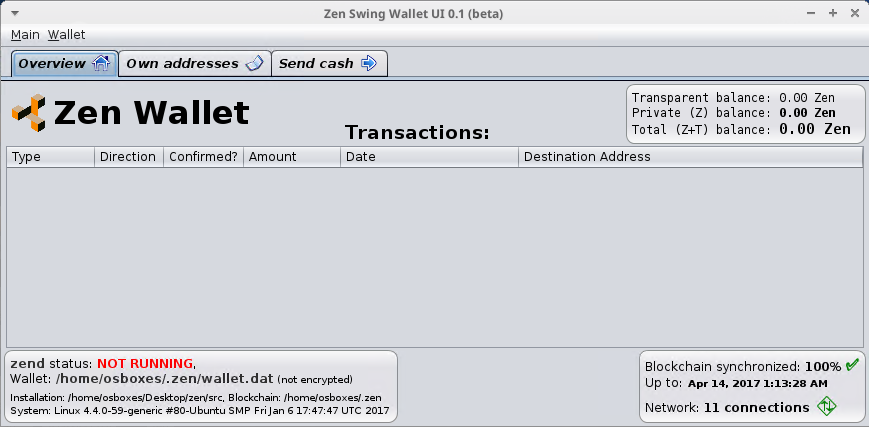 Zen Swing Wallet UI 0.1 (beta)
Main Wallet
Overview Own addresses Send cash
Zen Wallet
Transactions:
Transparent balance: 0.00 Zen
Private (Z) balance: 0.00 Zen
Total (Z+T) balance: 0.00 Zen
Type Direction Confirmed? Amount Date Destination Address
zend status: NOT RUNNING,
Wallet: /home/osboxes/.zen/wallet.dat (not encrypted)
Installation: /home/osboxes/Desktop/zen/src, Blockchain: /home/osboxes/.zen
System: Linux 4.4.0-59-generic #80-Ubuntu SMP Fri Jan 6 17:47:47 UTC 2017
Blockchain synchronized: 100%
Up to: Apr 14, 2017 1:13:28 AM
Network: 11 connections